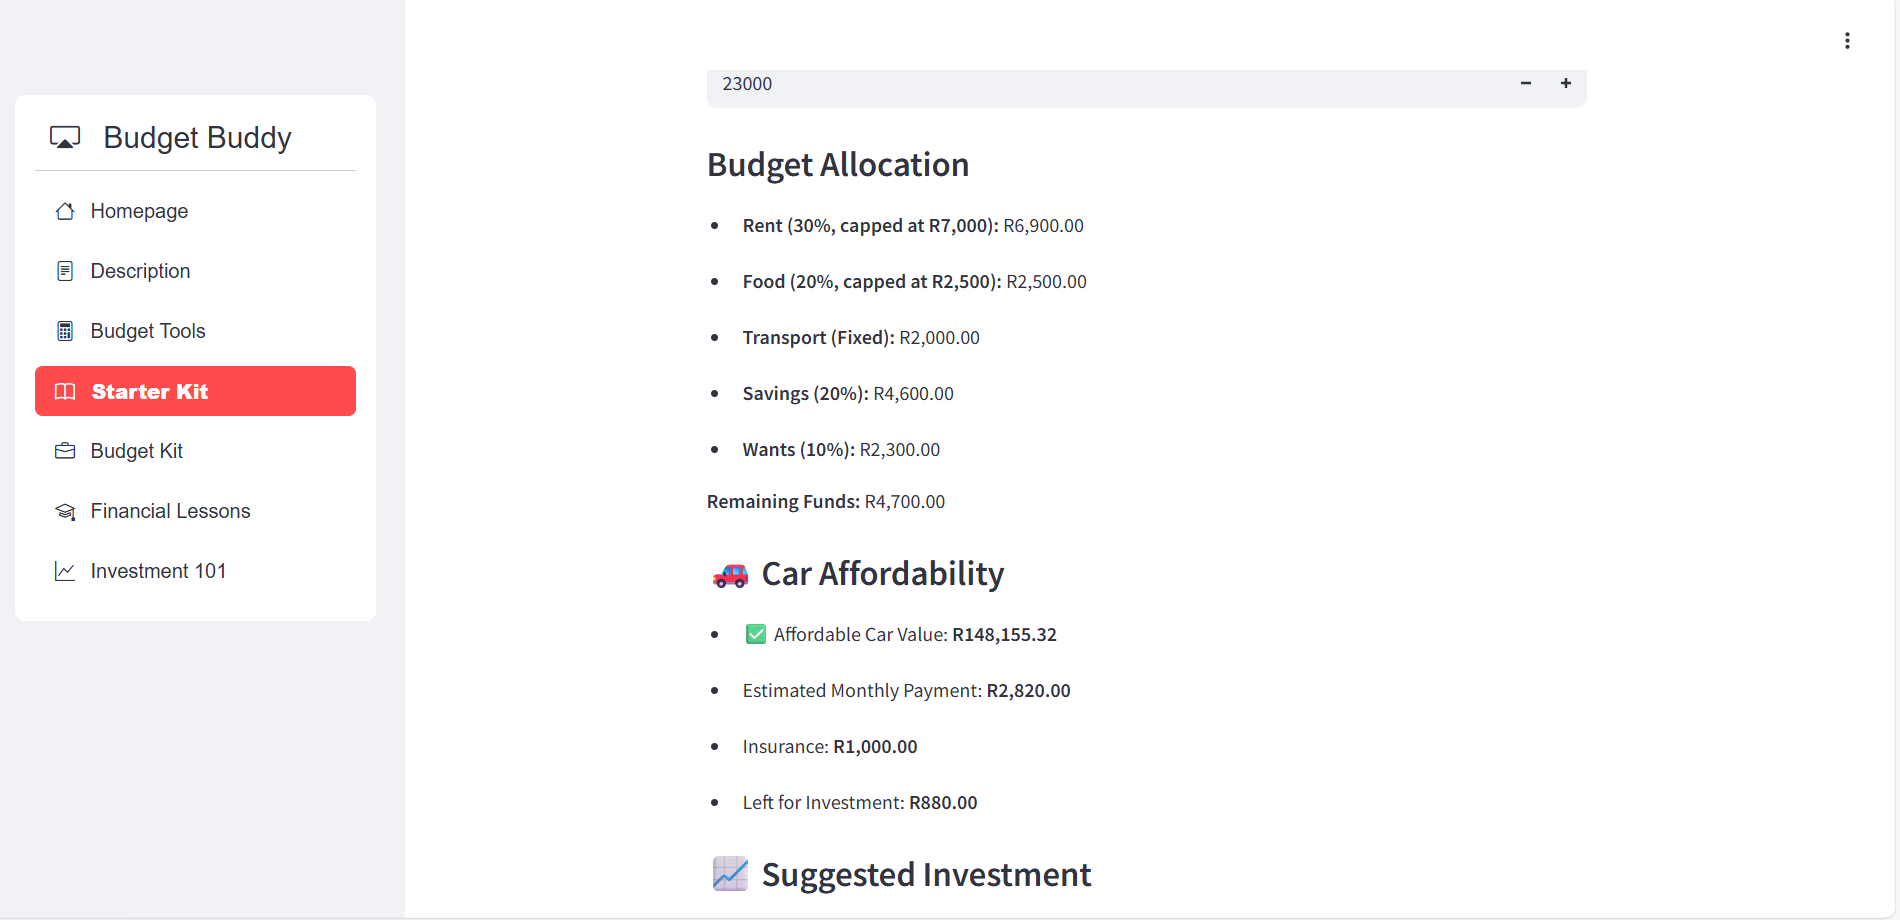 Budget Buddy
Homepage
Description
Budget Tools
Starter Kit
Budget Kit
Financial Lessons
Investment 101
23000
Budget Allocation
• Rent (30%, capped at R7,000): R6,900.00
• Food (20%, capped at R2,500): R2,500.00
• Transport (Fixed): R2,000.00
• Savings (20%): R4,600.00
• Wants (10%): R2,300.00
Remaining Funds: R4,700.00
🚗 Car Affordability
• ✅ Affordable Car Value: R148,155.32
• Estimated Monthly Payment: R2,820.00
• Insurance: R1,000.00
• Left for Investment: R880.00
📈 Suggested Investment